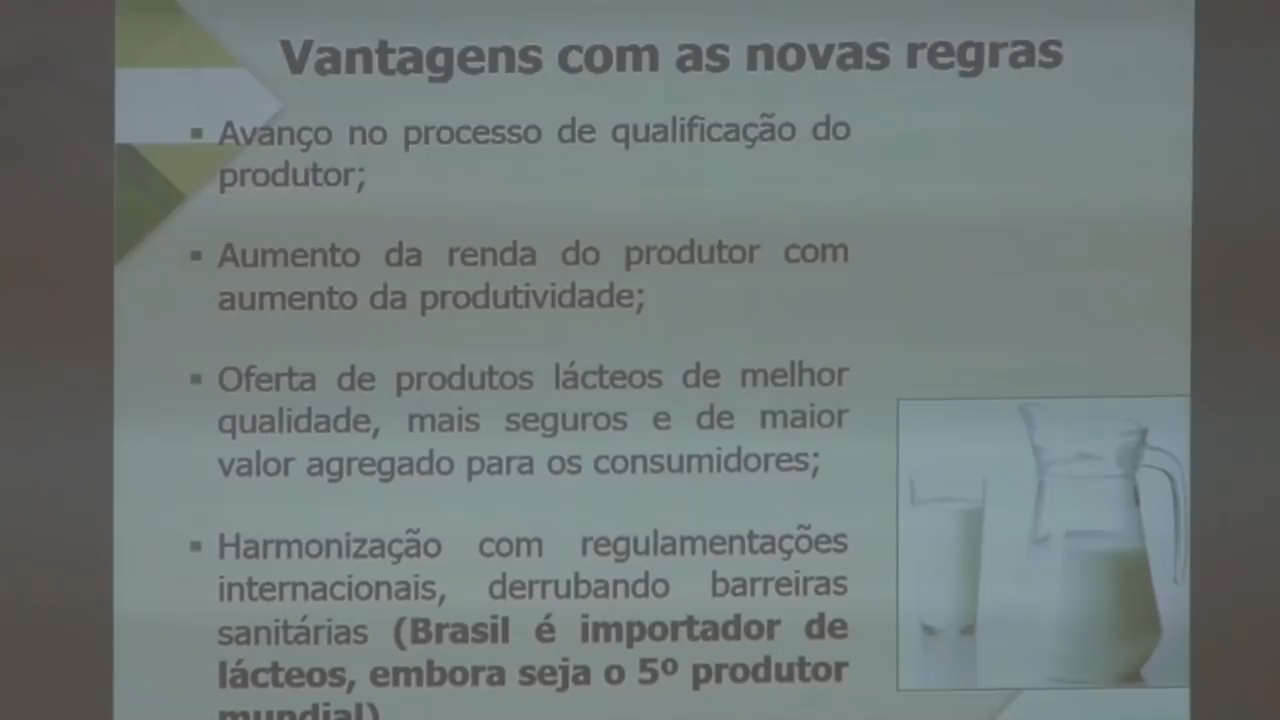 Vantagens com as novas regras
▪ Avanço no processo de qualificação do
produtor;
▪ Aumento da renda do produtor com
aumento da produtividade;
▪ Oferta de produtos lácteos de melhor
qualidade, mais seguros e de maior
valor agregado para os consumidores;
▪ Harmonização com regulamentações
internacionais, derrubando barreiras
sanitárias (Brasil é importador de
lácteos, embora seja o 5º produtor
mundial)